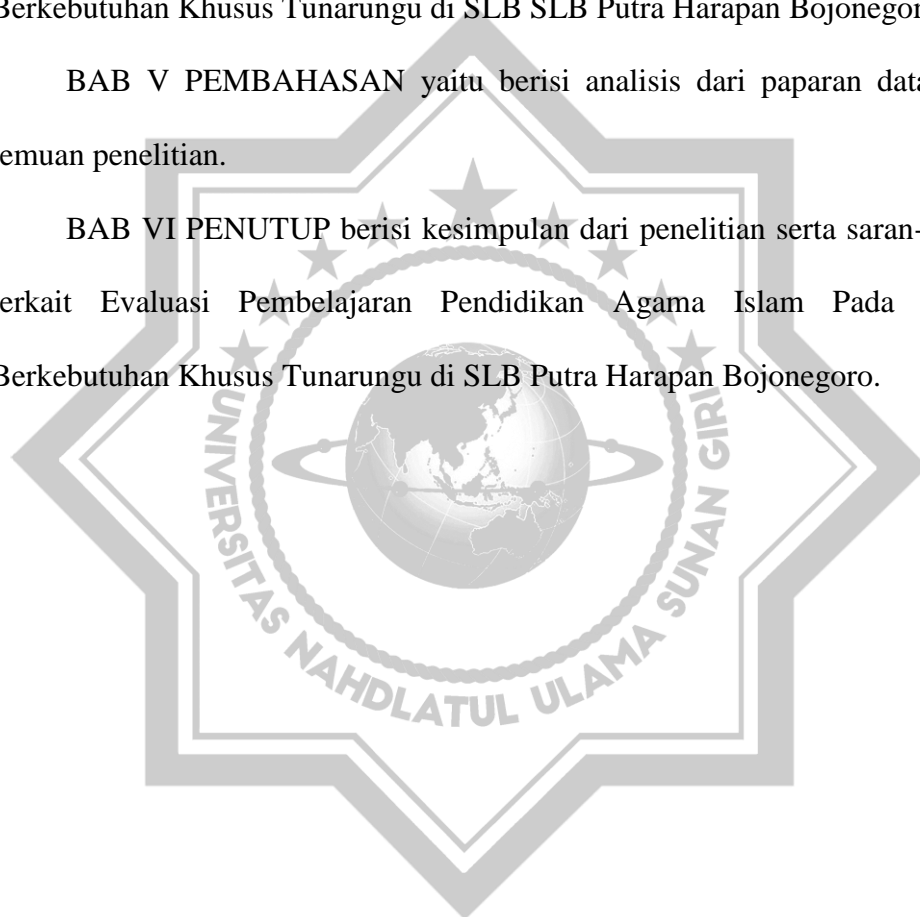 Berkebutuhan Khusus Tunarungu di SLB SLB Putra Harapan Bojonegor
BAB V PEMBAHASAN yaitu berisi analisis dari paparan data
emuan penelitian.
BAB VI PENUTUP berisi kesimpulan dari penelitian serta saran-
erkait Evaluasi Pembelajaran Pendidikan Agama Islam Pada
Berkebutuhan Khusus Tunarungu di SLB Putra Harapan Bojonegoro.
UNIVERSITAS NAHDLATUL ULAMA SUNAN GIRI